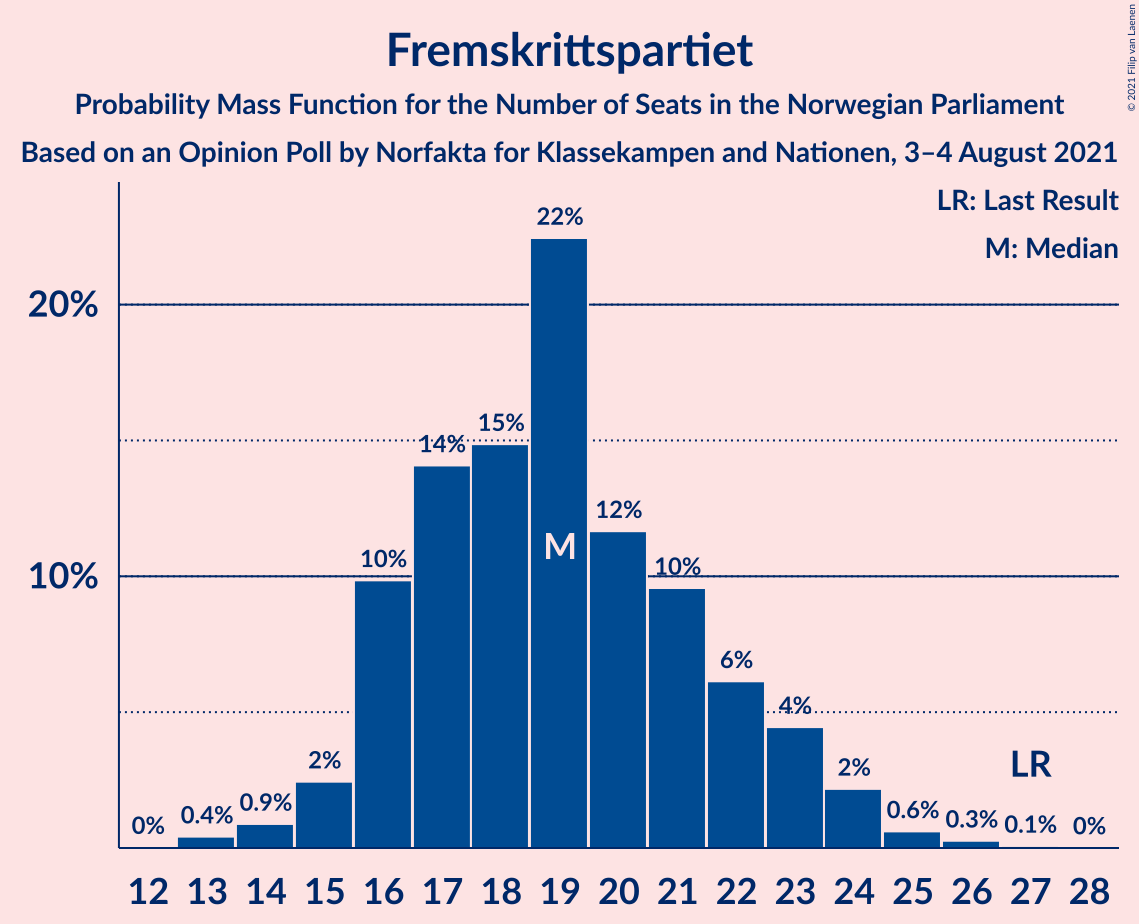 Fremskrittspartiet
Probability Mass Function for the Number of Seats in the Norwegian Parliament
Based on an Opinion Poll by Norfakta for Klassekampen and Nationen, 3–4 August 2021
© 2021 Filip van Laenen
LR: Last Result
M: Median
20%
10%
0%
0.4%
0.9%
2%
10%
14%
15%
22%
12%
10%
6%
4%
2%
0.6%
0.3%
0.1%
0%
M
LR
12 13 14 15 16 17 18 19 20 21 22 23 24 25 26 27 28